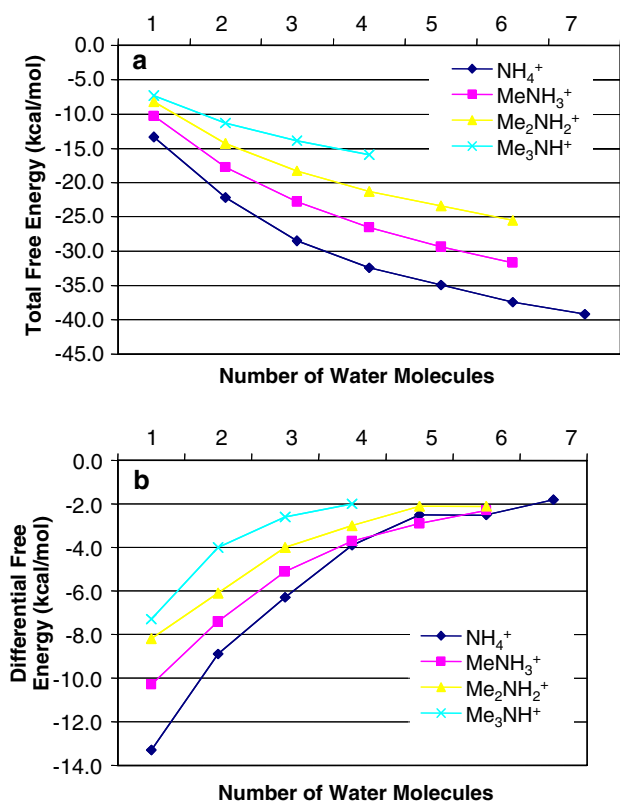 1 2 3 4 5 6 7
0.0
-5.0
-10.0
-15.0
-20.0
-25.0
-30.0
-35.0
-40.0
-45.0
a
NH₄⁺
MeNH₃⁺
Me₂NH₂⁺
Me₃NH⁺
Total Free Energy (kcal/mol)
Number of Water Molecules
1 2 3 4 5 6 7
0.0
-2.0
-4.0
-6.0
-8.0
-10.0
-12.0
-14.0
b
NH₄⁺
MeNH₃⁺
Me₂NH₂⁺
Me₃NH⁺
Differential Free
Energy (kcal/mol)
Number of Water Molecules